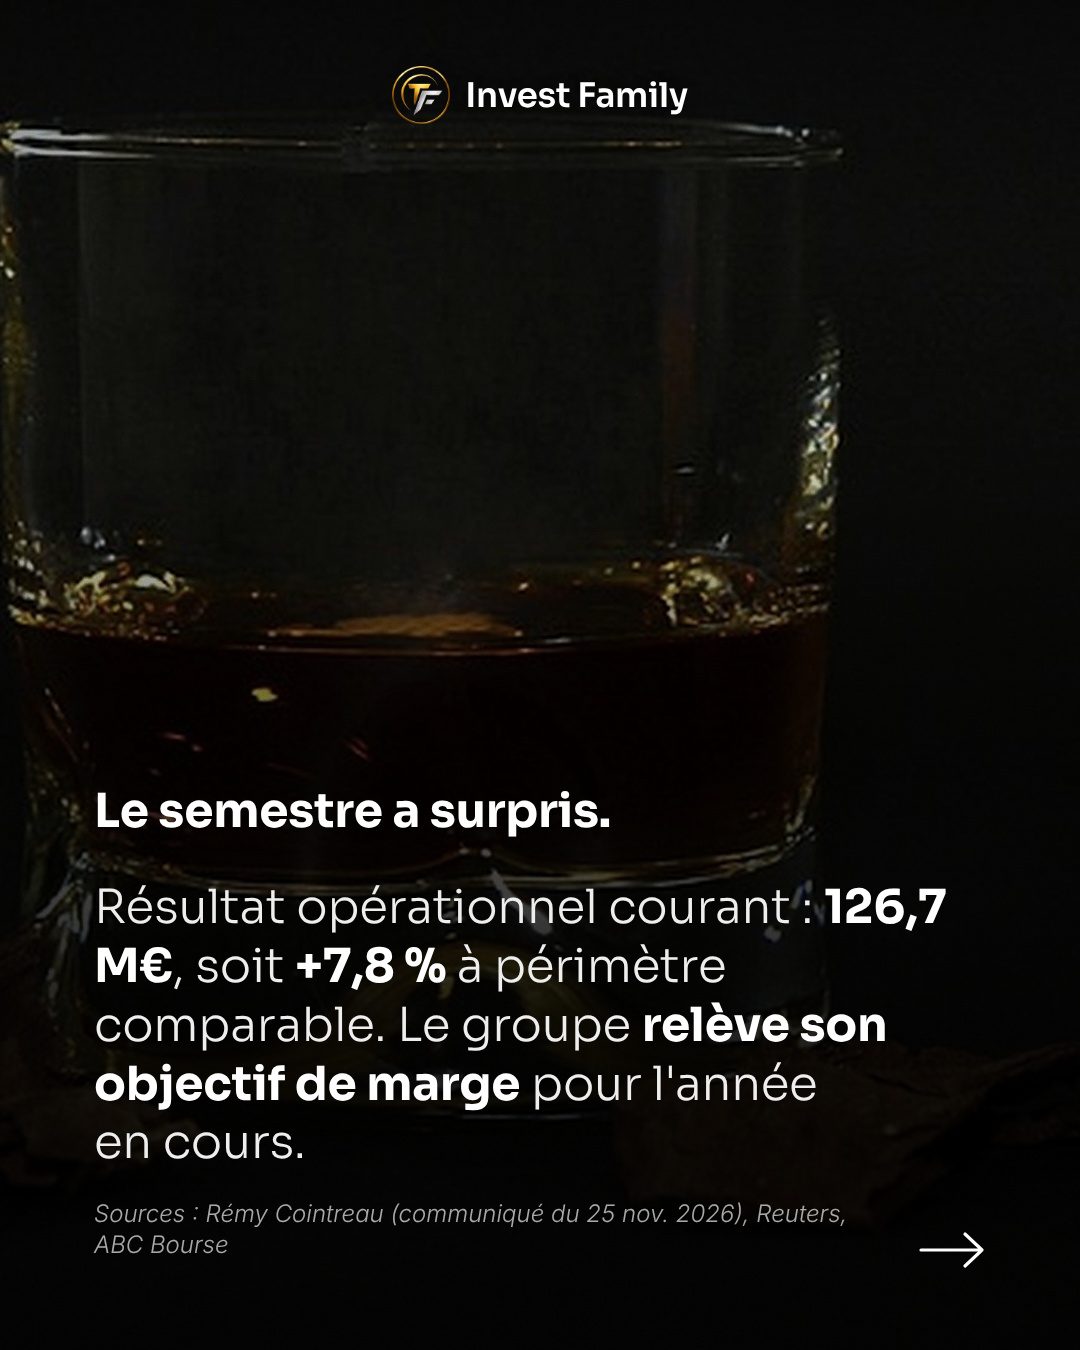 TF Invest Family
Le semestre a surpris.
Résultat opérationnel courant : 126,7
M€, soit +7,8 % à périmètre
comparable. Le groupe relève son
objectif de marge pour l'année
en cours.
Sources : Rémy Cointreau (communiqué du 25 nov. 2026), Reuters,
ABC Bourse